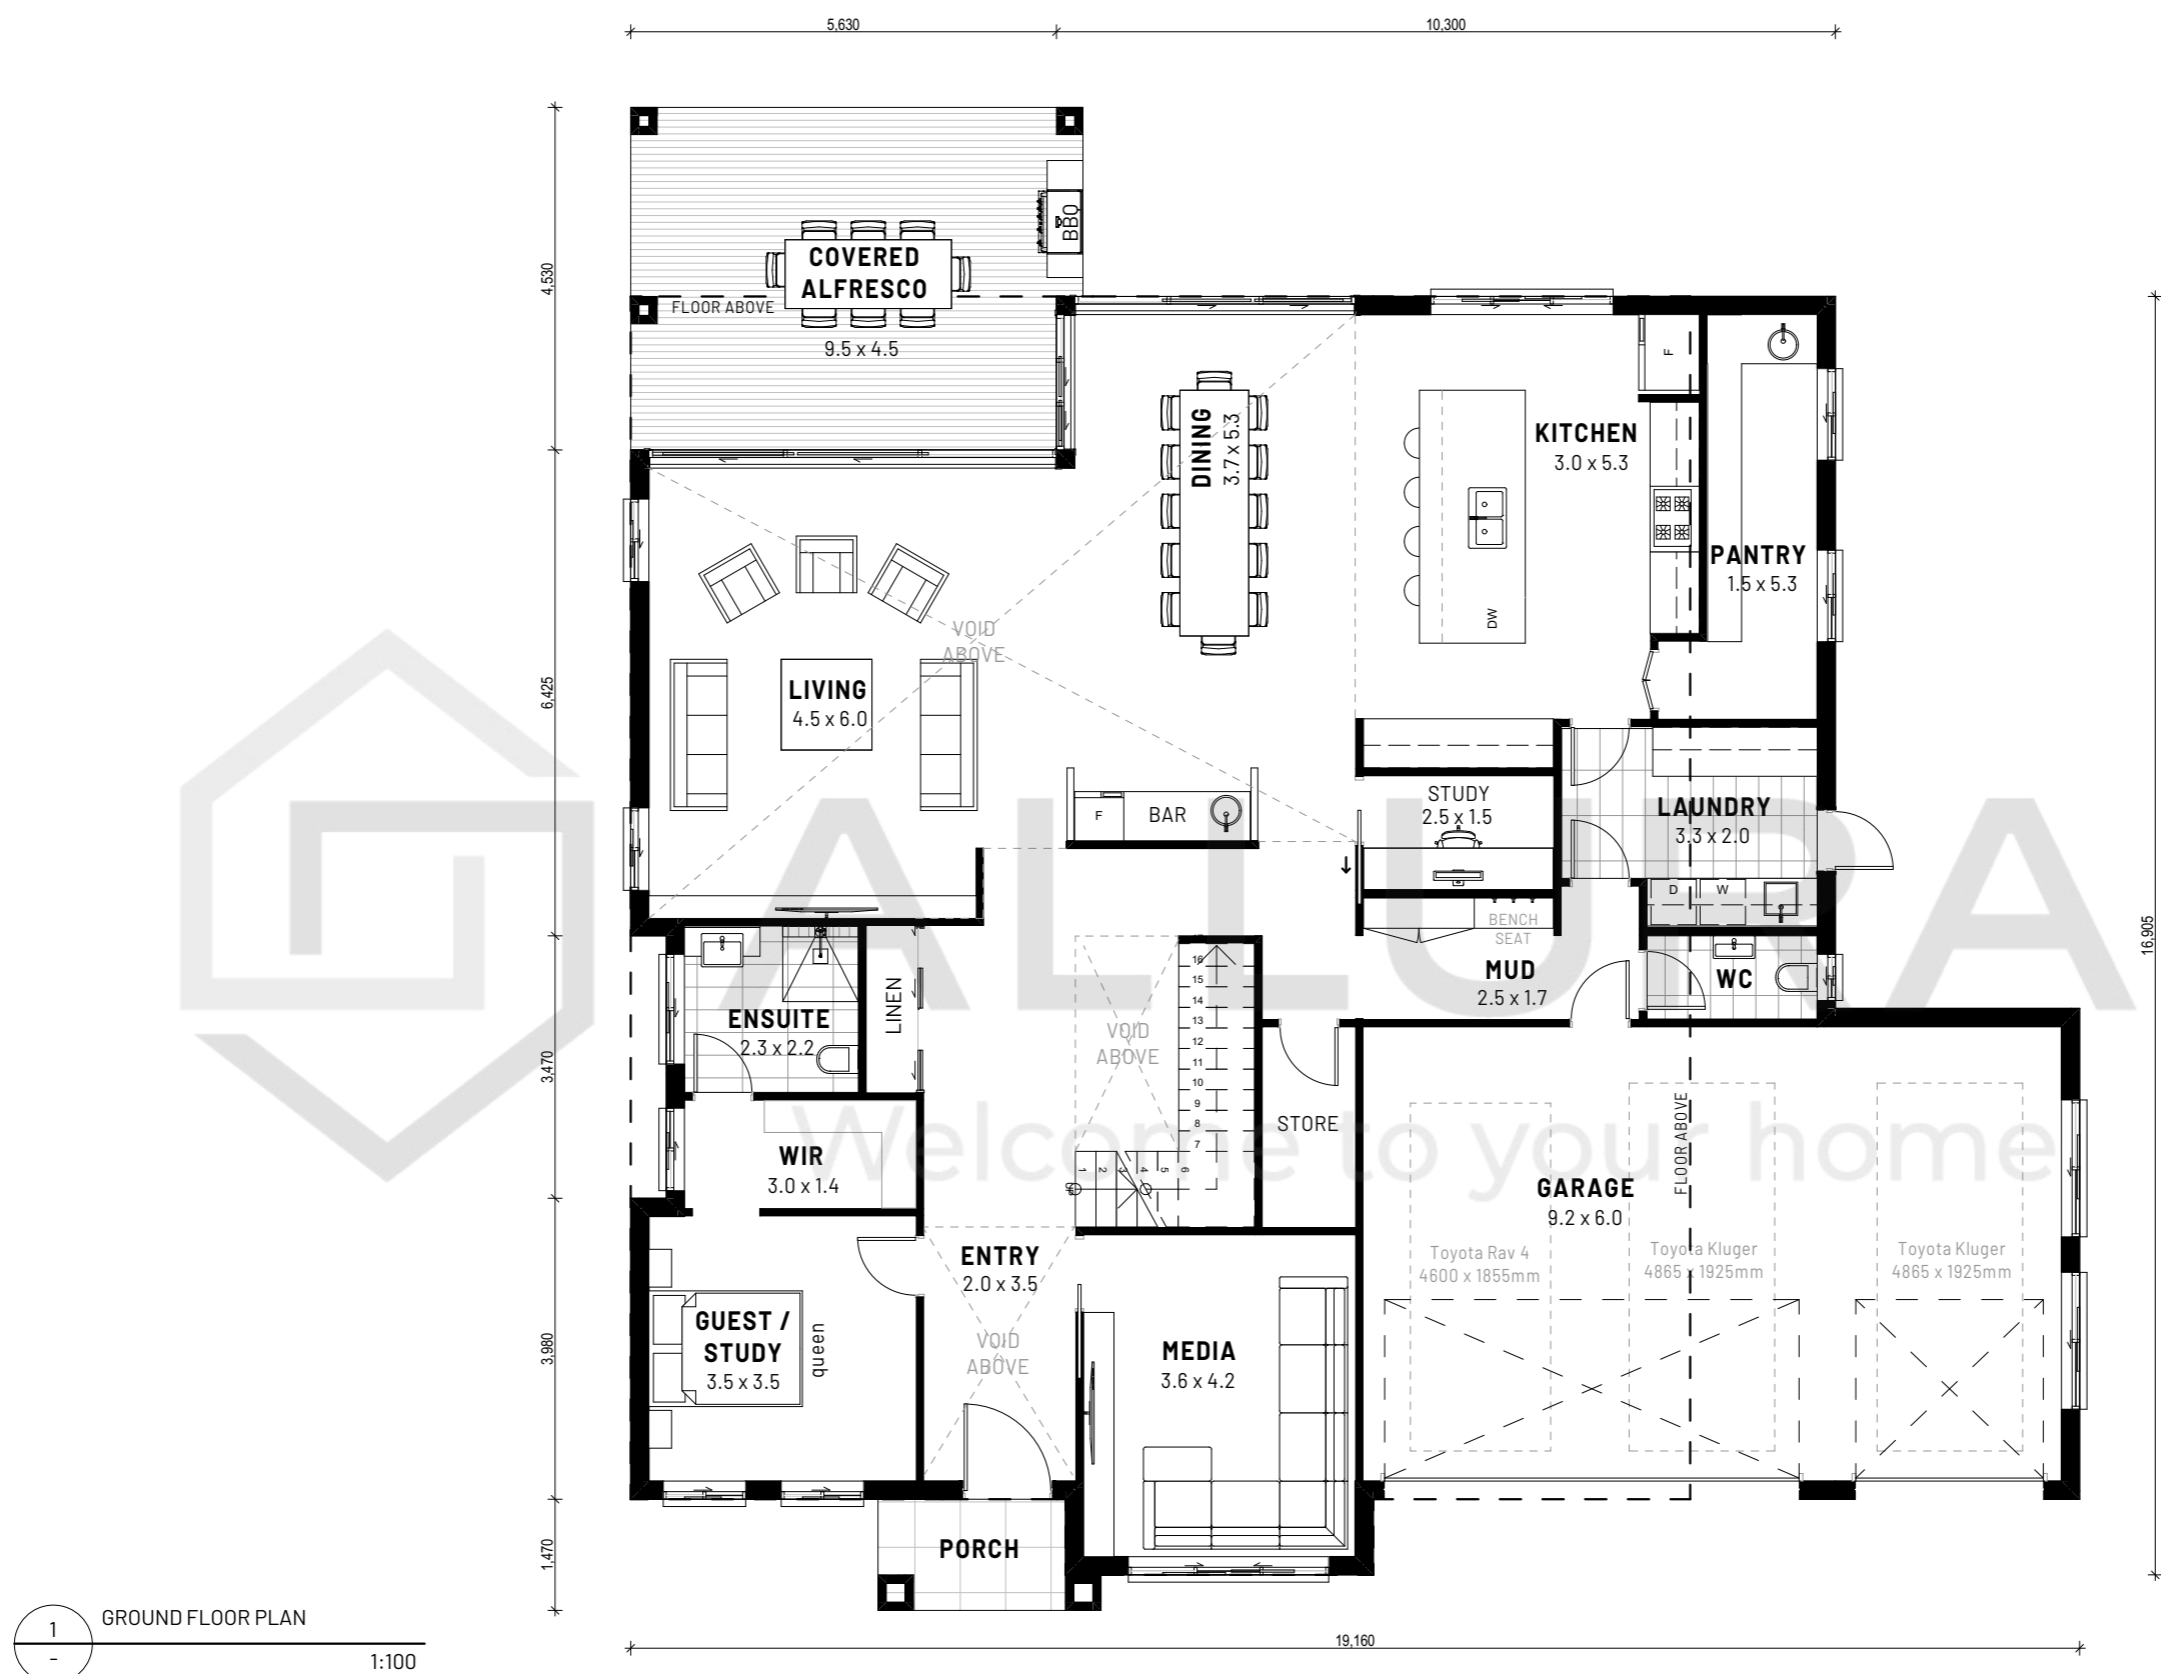 5,630
10,300
BBQ
COVERED
ALFRESCO
FLOOR ABOVE
9.5 x 4.5
4,530
F
DINING
3.7 x 5.3
KITCHEN
3.0 x 5.3
PANTRY
1.5 x 5.3
DW
VOID
ABOVE
LIVING
4.5 x 6.0
6,425
F
BAR
STUDY
2.5 x 1.5
LAUNDRY
3.3 x 2.0
D
W
BENCH
SEAT
ALLURA
Welcome to your home
16,905
MUD
2.5 x 1.7
WC
LINEN
ENSUITE
2.3 x 2.2
VOID
ABOVE
16
15
14
13
12
11
10
9
8
7
1
2
3
4
5
6
3,470
STORE
WIR
3.0 x 1.4
FLOOR ABOVE
GARAGE
9.2 x 6.0
Toyota Rav 4
4600 x 1855mm
Toyota Kluger
4865 x 1925mm
Toyota Kluger
4865 x 1925mm
ENTRY
2.0 x 3.5
VOID
ABOVE
GUEST /
STUDY
3.5 x 3.5
queen
MEDIA
3.6 x 4.2
3,980
PORCH
1,470
19,160
1
-
GROUND FLOOR PLAN
1:100